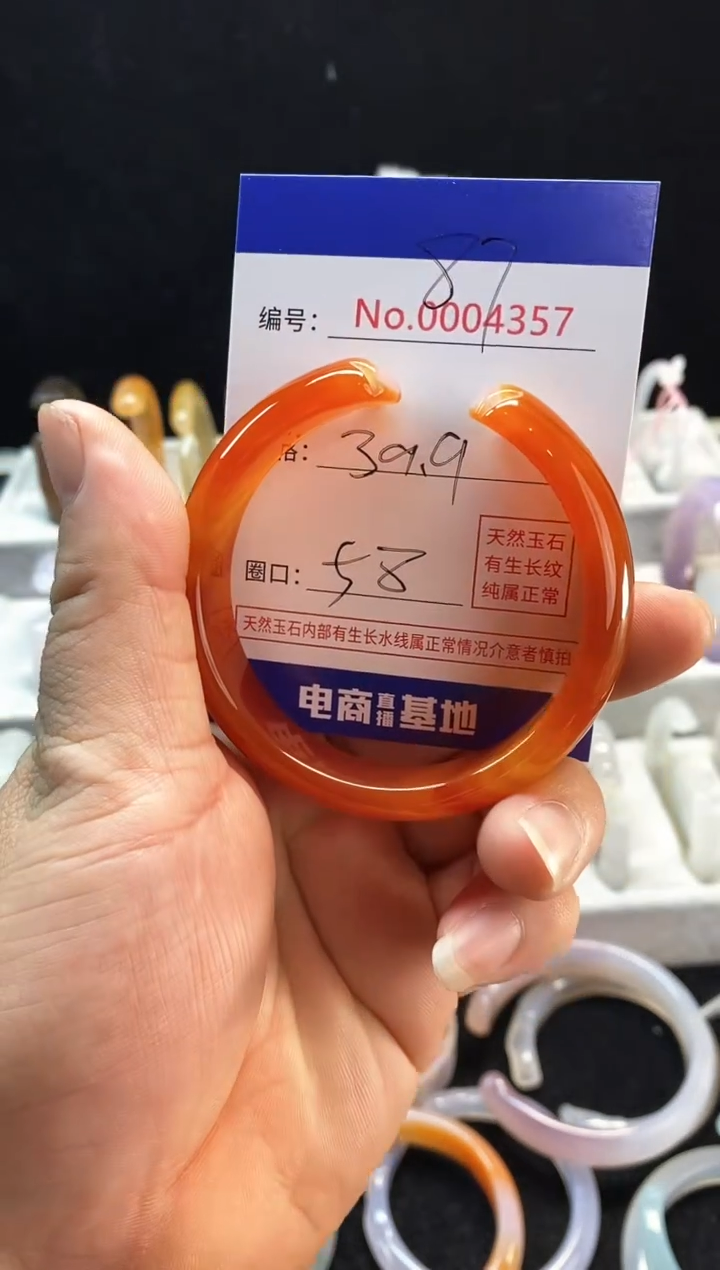 87
编号: No.0004357
落: 39.9
圈口: 58
天然玉石
有生长纹
纯属正常
天然玉石内部有生长水线属正常情况介意者慎拍
电商直播基地